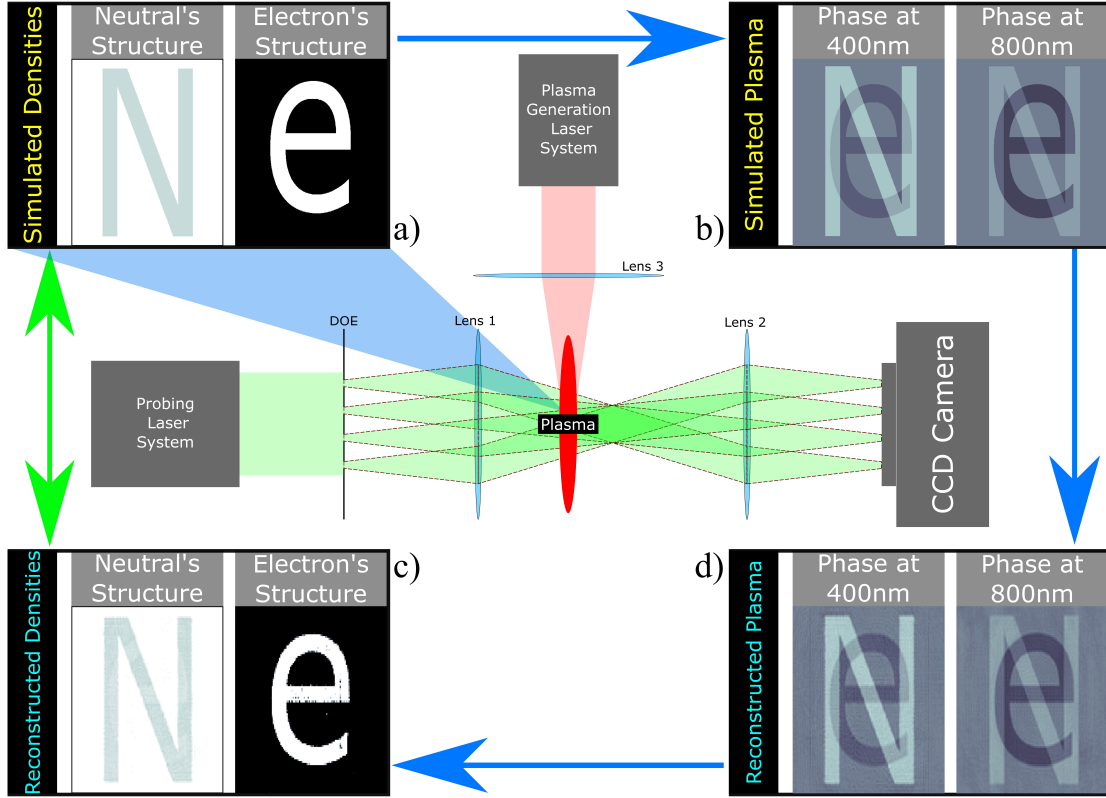 Simulated Densities
Neutral's
Structure
Electron's
Structure
a)
Plasma
Generation
Laser
System
b)
Simulated Plasma
Phase at
400nm
Phase at
800nm
N
e
N
e
N
e
Lens 3
DOE
Lens 1
Lens 2
Probing
Laser
System
Plasma
CCD Camera
Reconstructed Densities
Neutral's
Structure
Electron's
Structure
c)
d)
Reconstructed Plasma
Phase at
400nm
Phase at
800nm
N
e
N
e
N
e